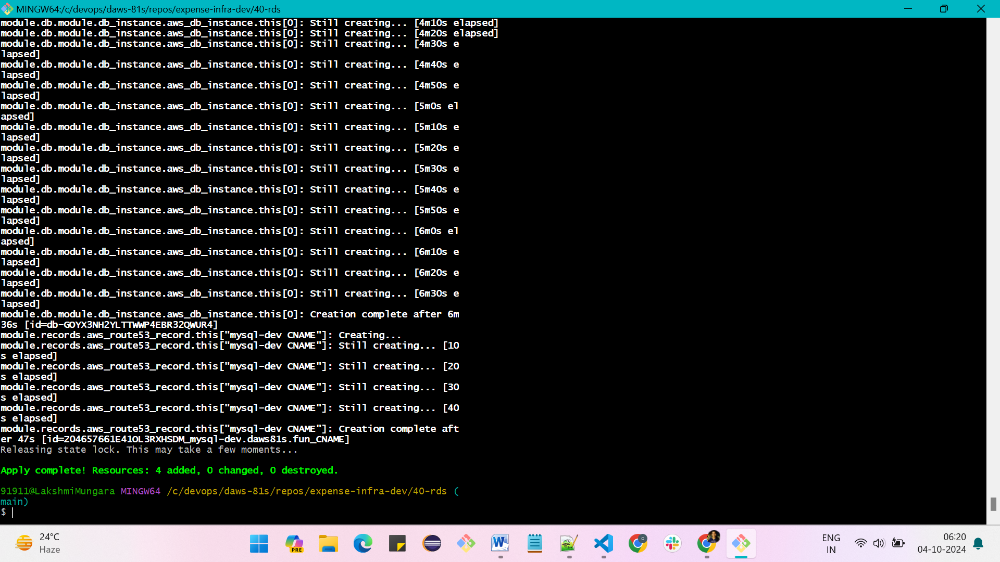 MINGW64:/c/devops/daws-81s/repos/expense-infra-dev/40-rds
module.db.module.db_instance.aws_db_instance.this[0]: Still creating... [4m10s elapsed]
module.db.module.db_instance.aws_db_instance.this[0]: Still creating... [4m20s elapsed]
module.db.module.db_instance.aws_db_instance.this[0]: Still creating... [4m30s e
lapsed]
module.db.module.db_instance.aws_db_instance.this[0]: Still creating... [4m40s e
lapsed]
module.db.module.db_instance.aws_db_instance.this[0]: Still creating... [4m50s e
lapsed]
module.db.module.db_instance.aws_db_instance.this[0]: Still creating... [5m0s el
apsed]
module.db.module.db_instance.aws_db_instance.this[0]: Still creating... [5m10s e
lapsed]
module.db.module.db_instance.aws_db_instance.this[0]: Still creating... [5m20s e
lapsed]
module.db.module.db_instance.aws_db_instance.this[0]: Still creating... [5m30s e
lapsed]
module.db.module.db_instance.aws_db_instance.this[0]: Still creating... [5m40s e
lapsed]
module.db.module.db_instance.aws_db_instance.this[0]: Still creating... [5m50s e
lapsed]
module.db.module.db_instance.aws_db_instance.this[0]: Still creating... [6m0s el
apsed]
module.db.module.db_instance.aws_db_instance.this[0]: Still creating... [6m10s e
lapsed]
module.db.module.db_instance.aws_db_instance.this[0]: Still creating... [6m20s e
lapsed]
module.db.module.db_instance.aws_db_instance.this[0]: Still creating... [6m30s e
lapsed]
module.db.module.db_instance.aws_db_instance.this[0]: Creation complete after 6m
36s [id=db-GOYX3NH2YLTTWWP4EBR32QWUR4]
module.records.aws_route53_record.this["mysql-dev CNAME"]: Creating...
module.records.aws_route53_record.this["mysql-dev CNAME"]: Still creating... [10
s elapsed]
module.records.aws_route53_record.this["mysql-dev CNAME"]: Still creating... [20
s elapsed]
module.records.aws_route53_record.this["mysql-dev CNAME"]: Still creating... [30
s elapsed]
module.records.aws_route53_record.this["mysql-dev CNAME"]: Still creating... [40
s elapsed]
module.records.aws_route53_record.this["mysql-dev CNAME"]: Creation complete aft
er 47s [id=Z04657661E41OL3RXHSDM_mysql-dev.daws81s.fun_CNAME]
Releasing state lock. This may take a few moments...
Apply complete! Resources: 4 added, 0 changed, 0 destroyed.
91911@LakshmiMungara MINGW64 /c/devops/daws-81s/repos/expense-infra-dev/40-rds (
main)
$
24°C
Haze
PRE
ENG
IN
06:20
04-10-2024